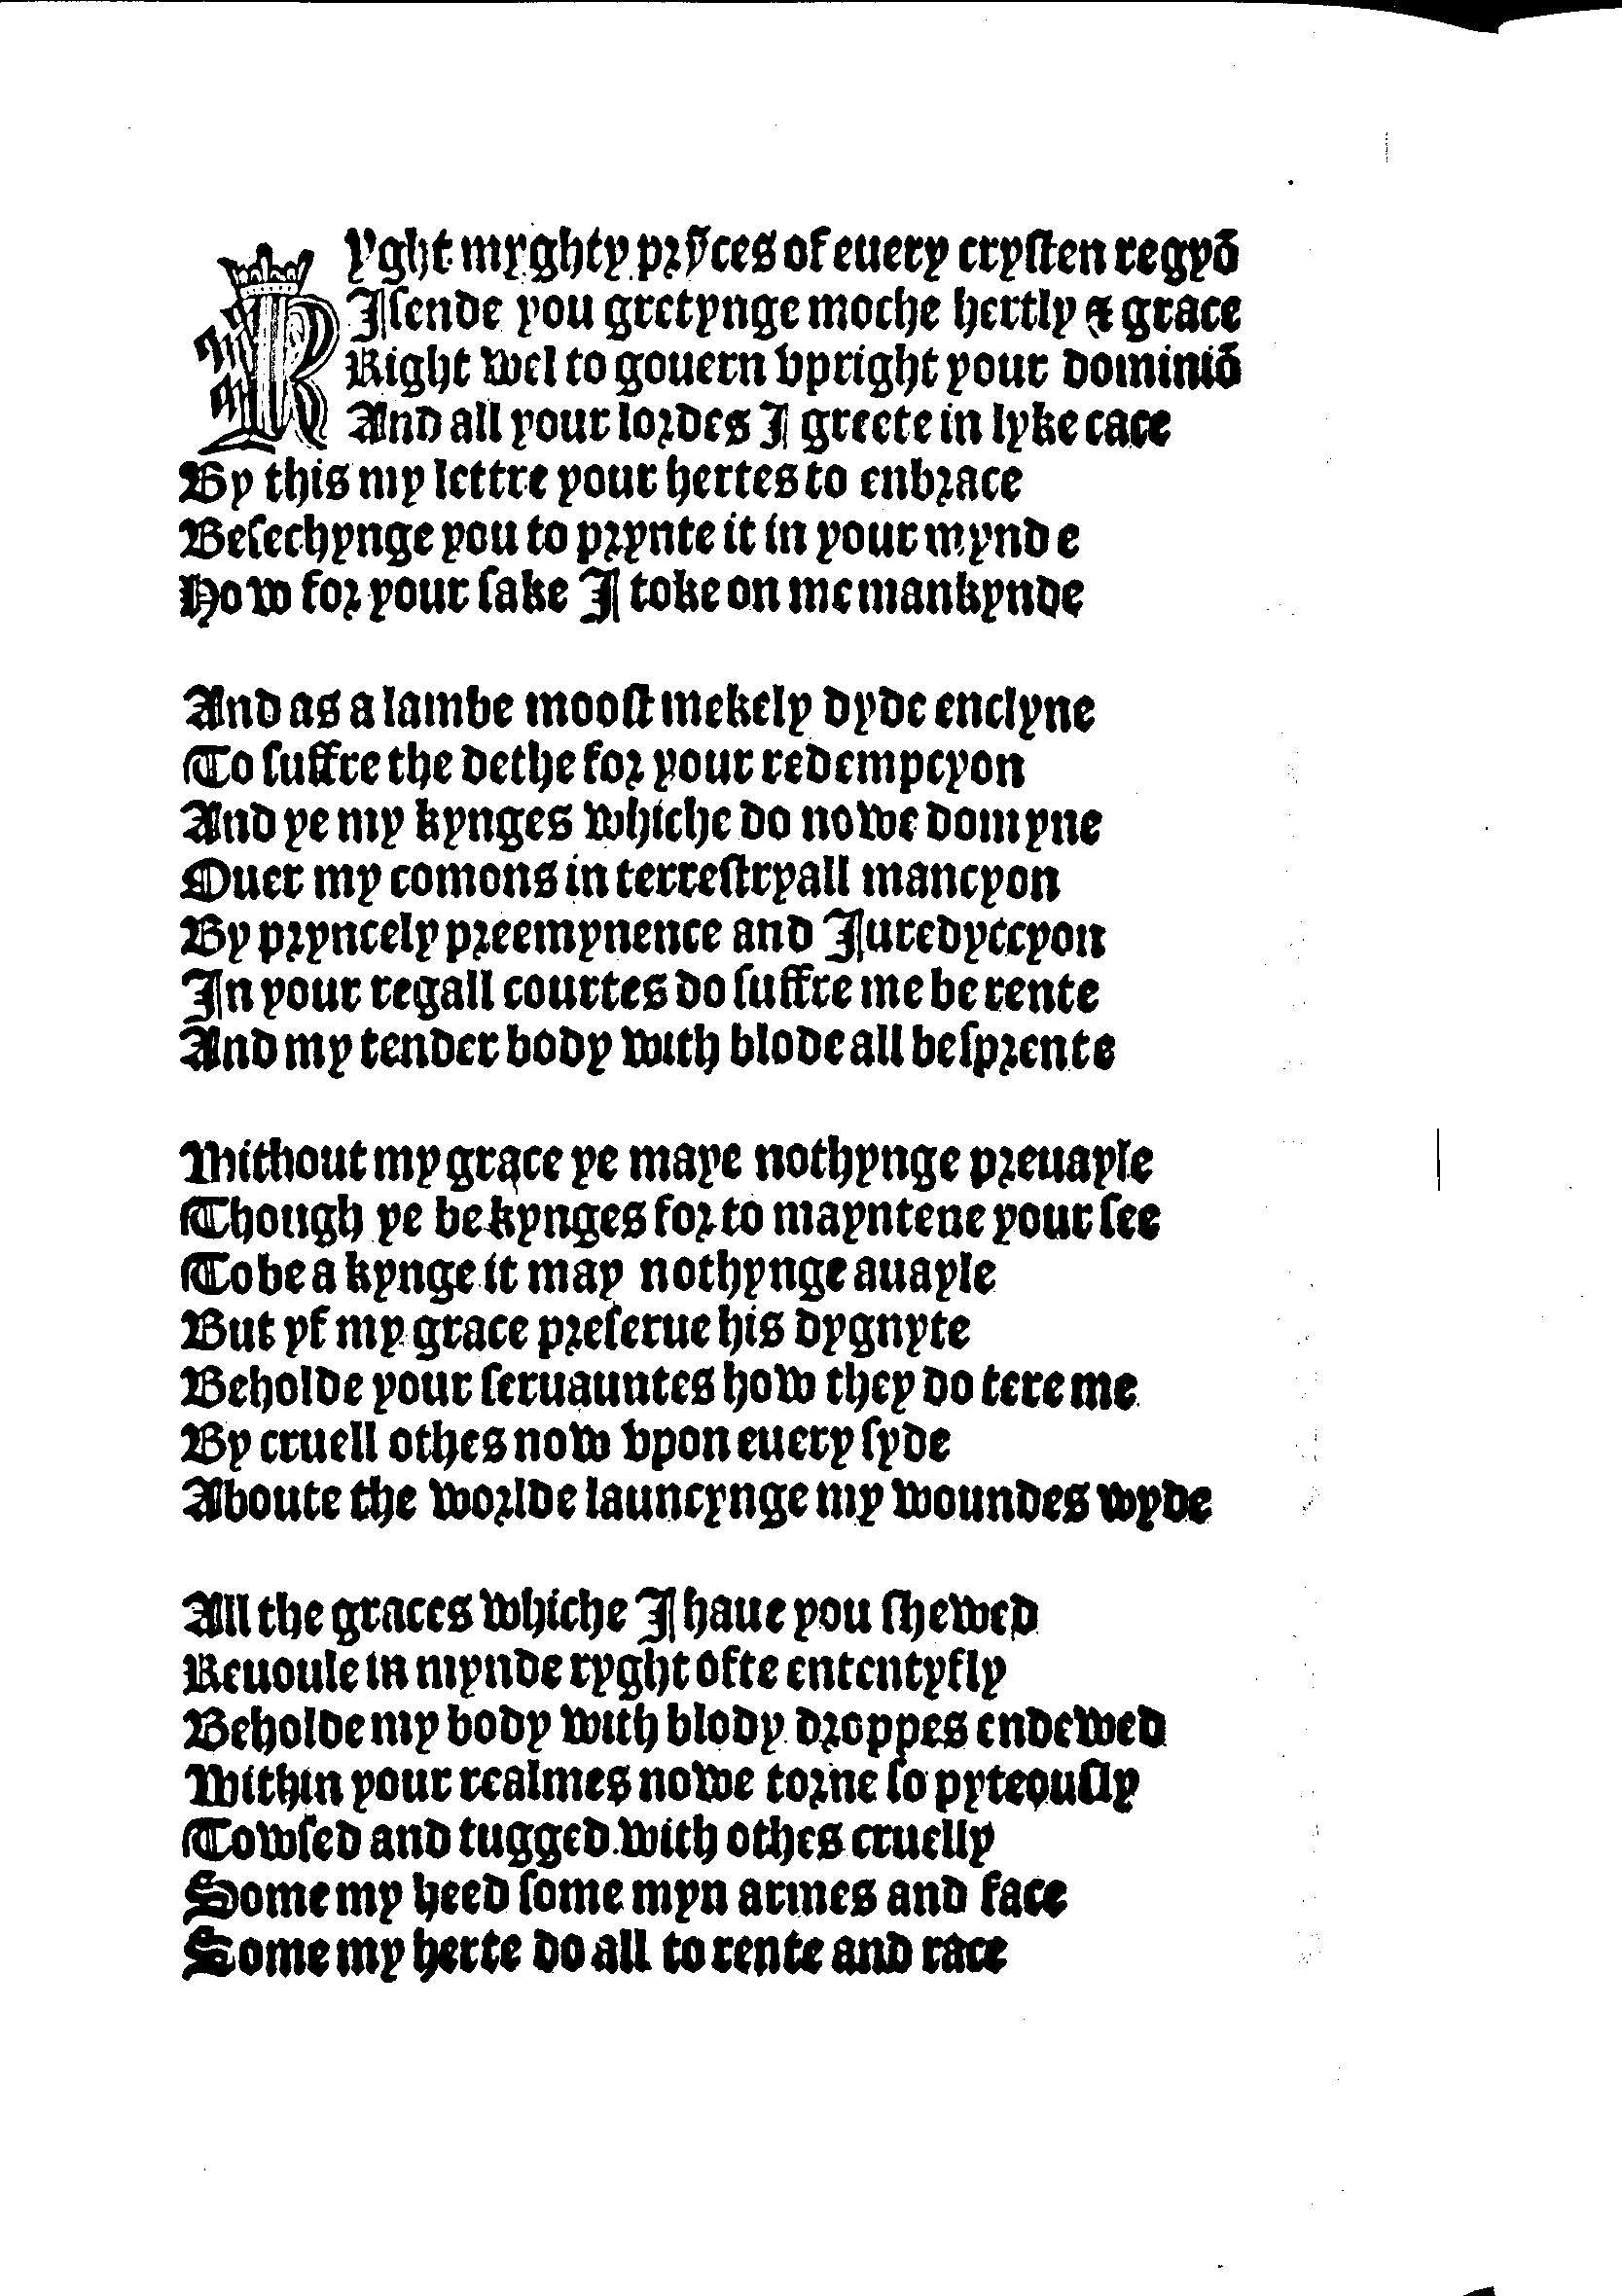 Ryght myghty prȳces of euery crysten regyō
I sende you gretynge moche hertly & grace
Right wel to gouern vpright your dominiō
And all your lordes I greete in lyke cace
By this my lettre your hertes to enbrace
Beſechynge you to prynte it in your mynde
How for your ſake I toke on me mankynde

And as a lambe mooſt mekely dyde enclyne
To ſuffre the dethe for your redempcyon
And ye my kynges whiche do nowe domyne
Ouer my comons in terreſtryall mancyon
By pryncely preemynence and Juredyccyon
In your regall courtes do ſuffre me be rente
And my tender body with blode all beſprente

Without my grace ye maye nothynge preuayle
Though ye be kynges for to mayntene your ſee
To be a kynge it may nothynge auayle
But yf my grace preſerue his dygnyte
Beholde your ſeruauntes how they do tere me
By cruell othes now vpon euery ſyde
Aboute the worlde launcynge my woundes wyde

All the graces whiche I haue you ſhewed
Reuoule in mynde ryght ofte ententyfly
Beholde my body with blody droppes endewed
Within your realmes nowe torne ſo pyteouſly
Towſed and tugged with othes cruelly
Some my heed ſome myn armes and face
Some my herte do all to rente and race